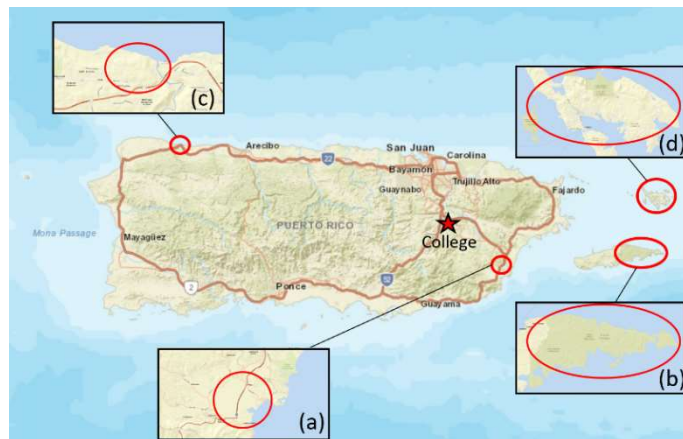 (c)
(d)
Arecibo
San Juan
Carolina
22
Bayamón
Trujillo Alto
Guaynabo
Fajardo
PUERTO RICO
Mona Passage
Mayagüez
College
52
2
Ponce
Guayama
(b)
(a)